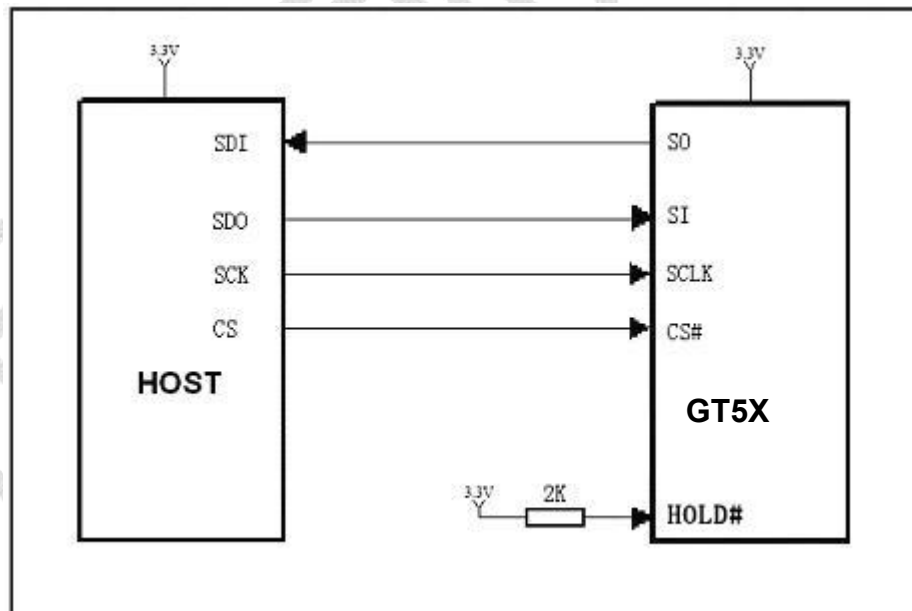 3.3V
3.3V
SDI
SO
SDO
SI
SCK
SCLK
CS
CS#
HOST
GT5X
3.3V
2K
HOLD#